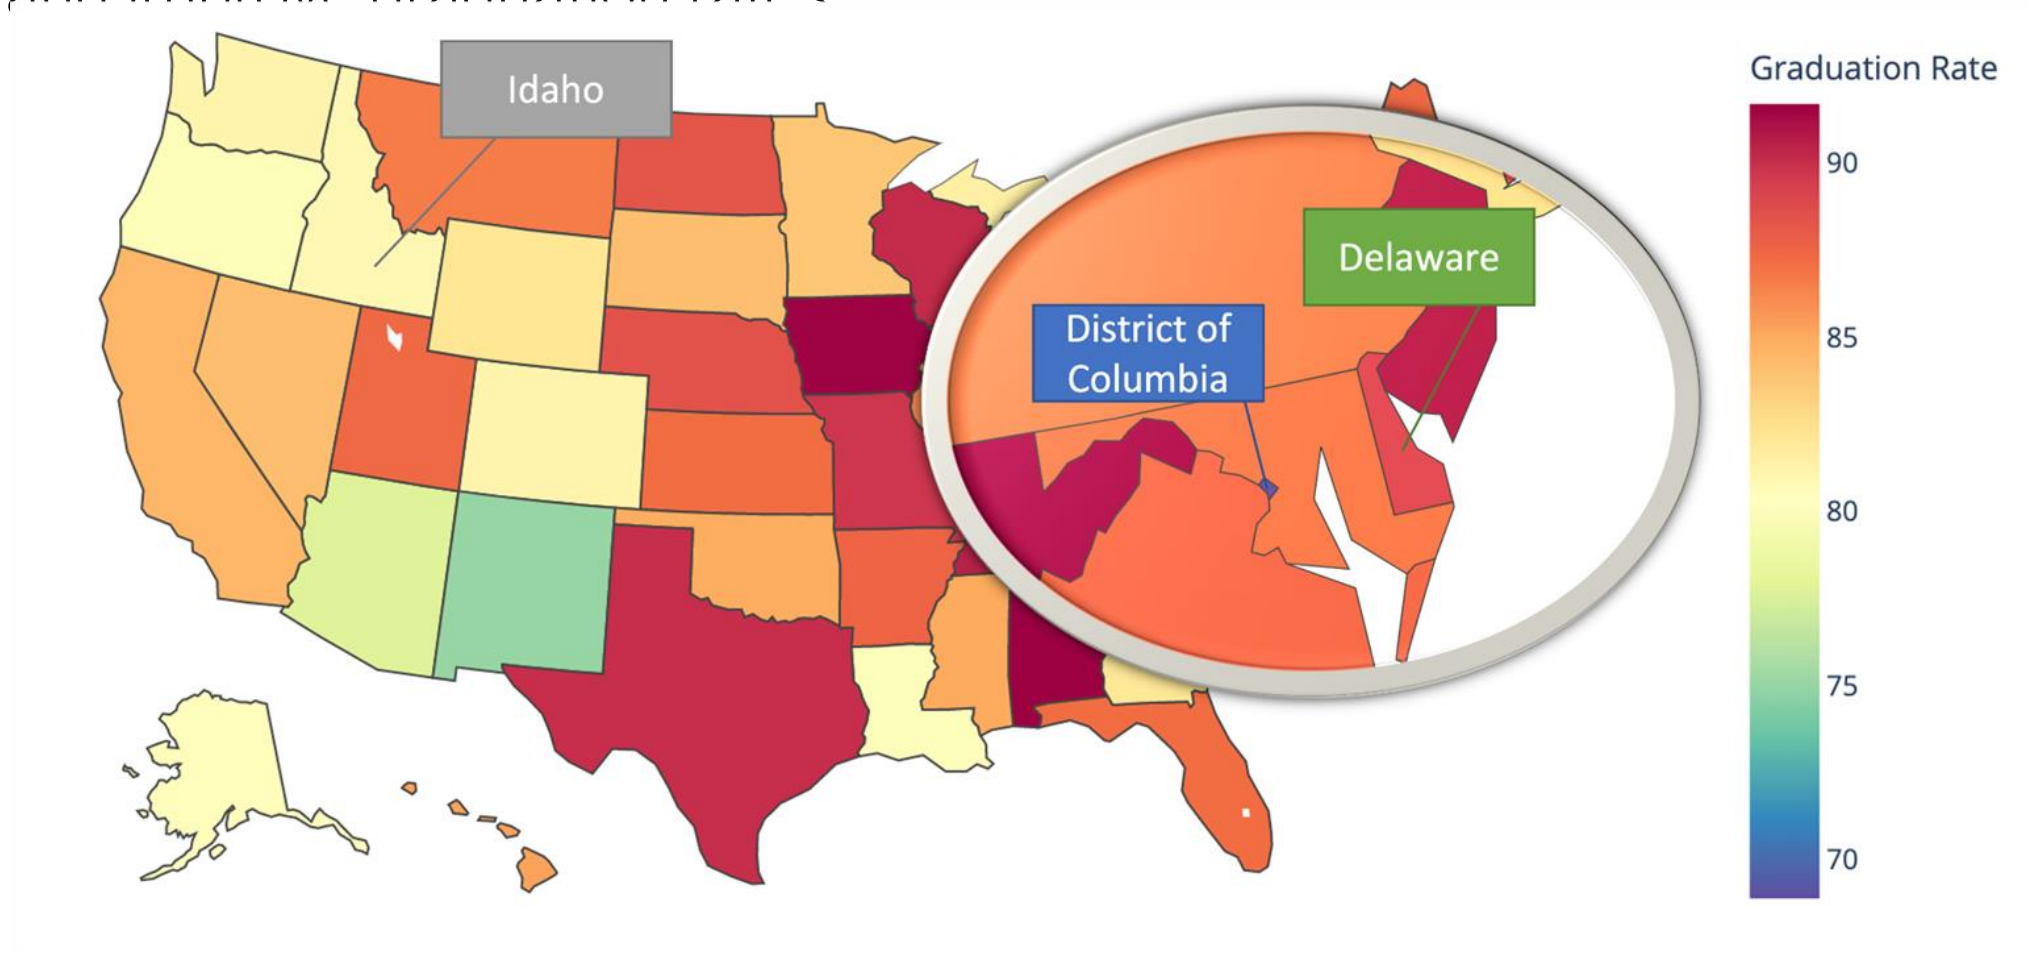 Idaho
Graduation Rate
90
Delaware
District of
Columbia
85
80
75
70